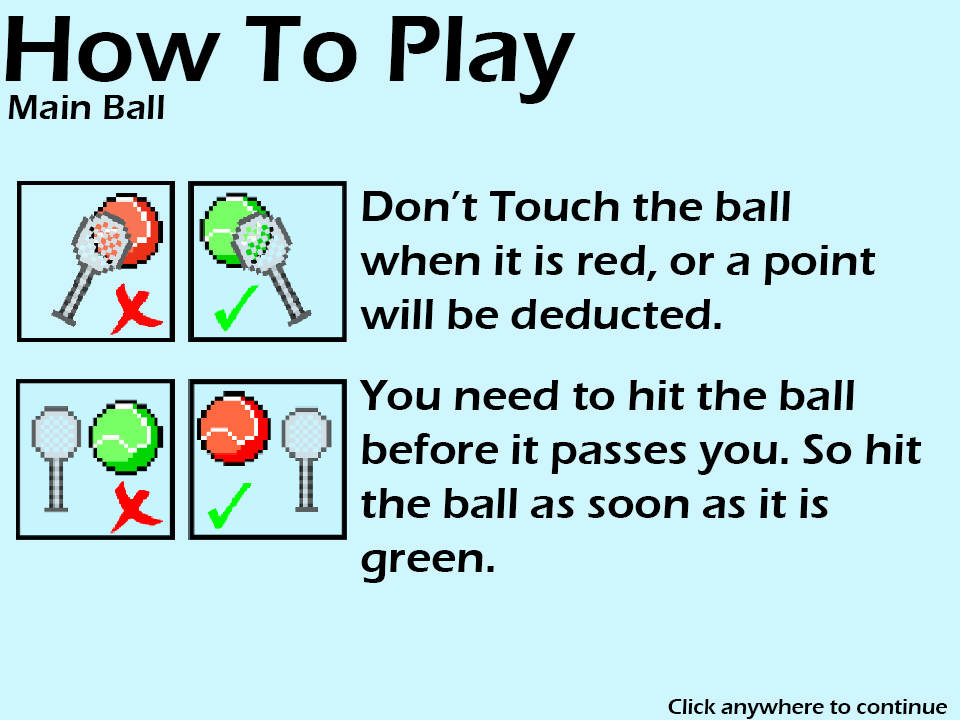 How To Play
Main Ball
Don't Touch the ball
when it is red, or a point
will be deducted.
You need to hit the ball
before it passes you. So hit
the ball as soon as it is
green.
Click anywhere to continue